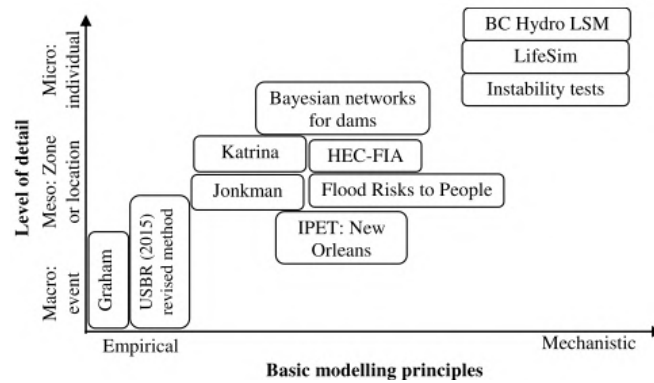 BC Hydro LSM
LifeSim
Instability tests
Bayesian networks
for dams
Katrina
HEC-FIA
Jonkman
Flood Risks to People
IPET: New
Orleans
Graham
USBR (2015)
revised method
Level of detail
Micro:
individual
Meso: Zone
or location
Macro:
event
Empirical
Mechanistic
Basic modelling principles